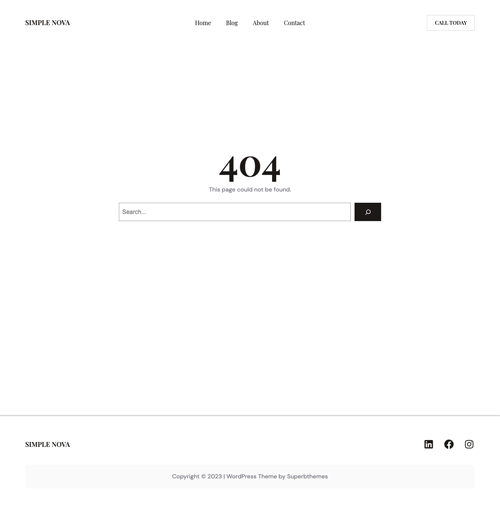 SIMPLE NOVA
Home Blog About Contact
CALL TODAY
404
This page could not be found.
Search...
SIMPLE NOVA
Copyright © 2023 | WordPress Theme by Superbthemes